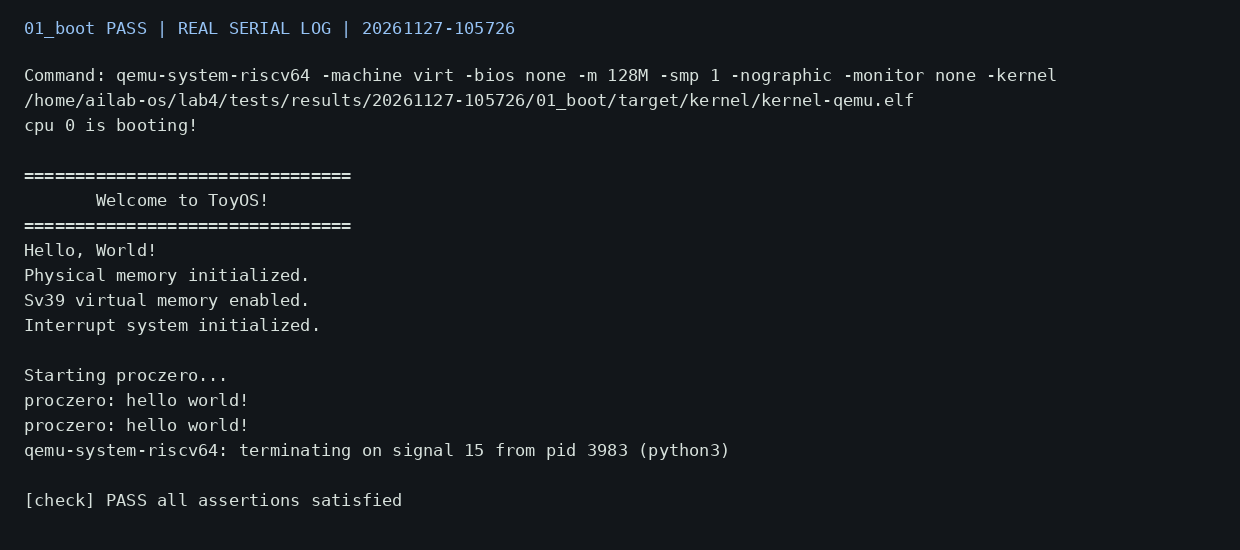 01_boot PASS | REAL SERIAL LOG | 20261127-105726
Command: qemu-system-riscv64 -machine virt -bios none -m 128M -smp 1 -nographic -monitor none -kernel
/home/ailab-os/lab4/tests/results/20261127-105726/01_boot/target/kernel/kernel-qemu.elf
cpu 0 is booting!
================================
       Welcome to ToyOS!
================================
Hello, World!
Physical memory initialized.
Sv39 virtual memory enabled.
Interrupt system initialized.
Starting proczero...
proczero: hello world!
proczero: hello world!
qemu-system-riscv64: terminating on signal 15 from pid 3983 (python3)
[check] PASS all assertions satisfied